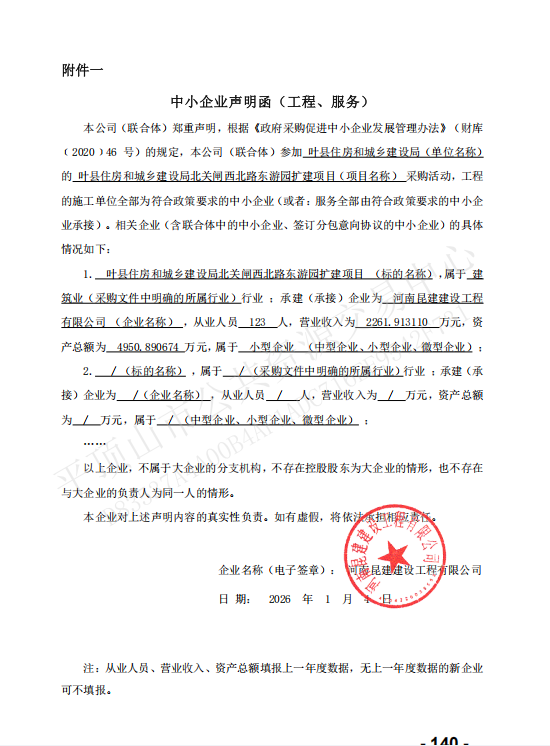 附件一
中小企业声明函（工程、服务）
本公司（联合体）郑重声明，根据《政府采购促进中小企业发展管理办法》（财库
﹝2020﹞46 号）的规定，本公司（联合体）参加 叶县住房和城乡建设局(单位名称)
的 叶县住房和城乡建设局北关闸西北路东游园扩建项目(项目名称) 采购活动，工程
的施工单位全部为符合政策要求的中小企业（或者：服务全部由符合政策要求的中小企
业承接）。相关企业（含联合体中的中小企业、签订分包意向协议的中小企业）的具体
情况如下：
1. 叶县住房和城乡建设局北关闸西北路东游园扩建项目 （标的名称）,属于 建
筑业（采购文件中明确的所属行业）行业 ；承建（承接）企业为 河南昆建建设工程
有限公司 （企业名称）,从业人员 123 人，营业收入为 2261.913110 万元，资
产总额为 4950.890674 万元,属于 小型企业 （中型企业、小型企业、微型企业）；
2. / （标的名称）,属于 / （采购文件中明确的所属行业)行业 ；承建（承
接）企业为 /（企业名称）,从业人员 / 人，营业收入为 / 万元，资产总额
为 / 万元，属于 / （中型企业、小型企业、微型企业）；
……
以上企业，不属于大企业的分支机构，不存在控股股东为大企业的情形，也不存在
与大企业的负责人为同一人的情形。
本企业对上述声明内容的真实性负责。如有虚假，将依法承担相应责任。
企业名称（电子签章）： 河南昆建建设工程有限公司
日 期： 2026 年 1 月 4 日
河南昆建建设工程有限公司
注：从业人员、营业收入、资产总额填报上一年度数据，无上一年度数据的新企业
可不填报。
平顶山市公共资源交易中心
- 140 -